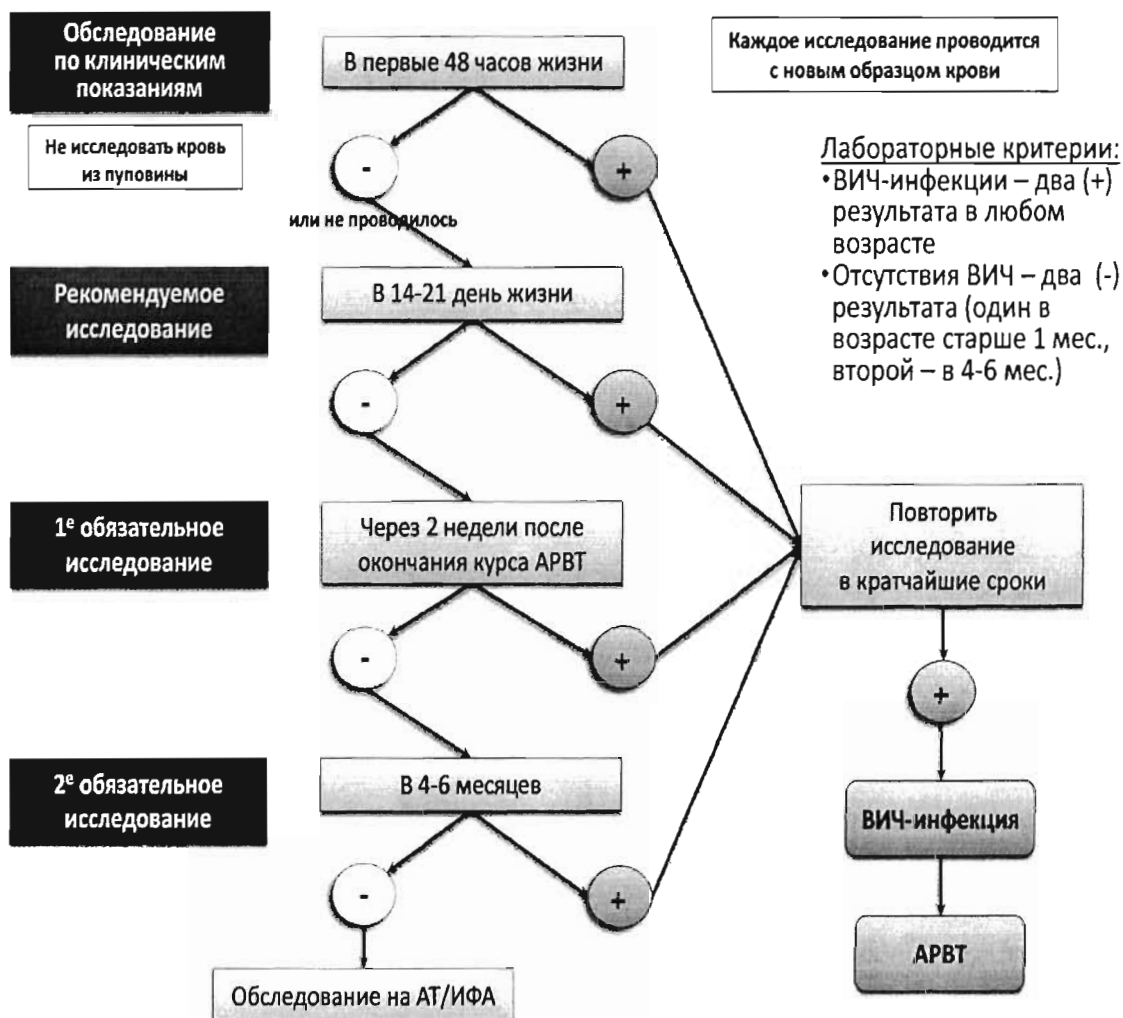 Обследование
по клиническим
показаниям
В первые 48 часов жизни
Каждое исследование проводится
с новым образцом крови
Не исследовать кровь
из пуповины
-
+
или не проводилось
Лабораторные критерии:
•ВИЧ-инфекции – два (+)
результата в любом
возрасте
•Отсутствия ВИЧ – два (-)
результата (один в
возрасте старше 1 мес.,
второй – в 4-6 мес.)
Рекомендуемое
исследование
В 14-21 день жизни
-
+
1е обязательное
исследование
Через 2 недели после
окончания курса АРВТ
Повторить
исследование
в кратчайшие сроки
-
+
+
2е обязательное
исследование
В 4-6 месяцев
ВИЧ-инфекция
-
+
АРВТ
Обследование на АТ/ИФА